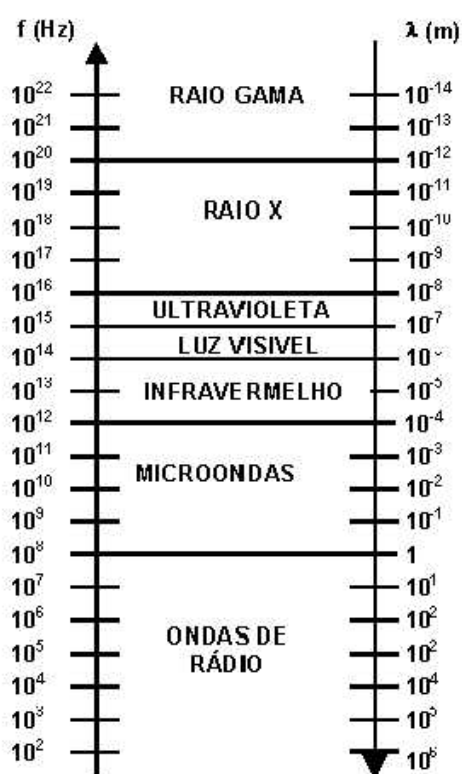 f (Hz) λ (m)
10²² RAIO GAMA 10⁻¹⁴
10²¹ 10⁻¹³
10²⁰ 10⁻¹²
10¹⁹ 10⁻¹¹
10¹⁸ RAIO X 10⁻¹⁰
10¹⁷ 10⁻⁹
10¹⁶ 10⁻⁸
ULTRAVIOLETA
10¹⁵ 10⁻⁷
LUZ VISIVEL
10¹⁴
10¹³ INFRAVERMELHO 10⁻⁵
10¹² 10⁻⁴
10¹¹ 10⁻³
MICROONDAS
10¹⁰ 10⁻²
10⁹ 10⁻¹
10⁸ 1
10⁷ 10¹
10⁶ 10²
ONDAS DE
10⁵ 10²
RÁDIO
10⁴ 10⁴
10³ 10⁵
10² 10⁶